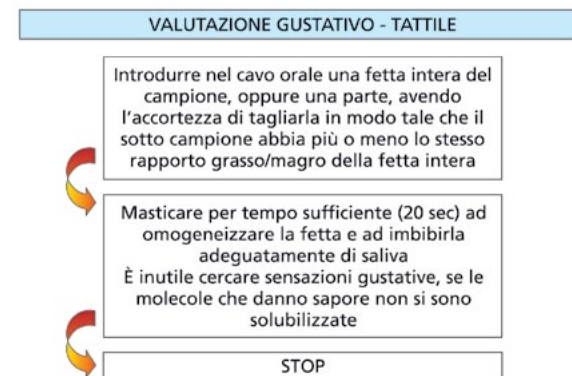 VALUTAZIONE GUSTATIVO - TATTILE
Introdurre nel cavo orale una fetta intera del
campione, oppure una parte, avendo
l'accortezza di tagliarla in modo tale che il
sotto campione abbia più o meno lo stesso
rapporto grasso/magro della fetta intera
Masticare per tempo sufficiente (20 sec) ad
omogeneizzare la fetta e ad imbibirla
adeguatamente di saliva
È inutile cercare sensazioni gustative, se le
molecole che danno sapore non si sono
solubilizzate
STOP